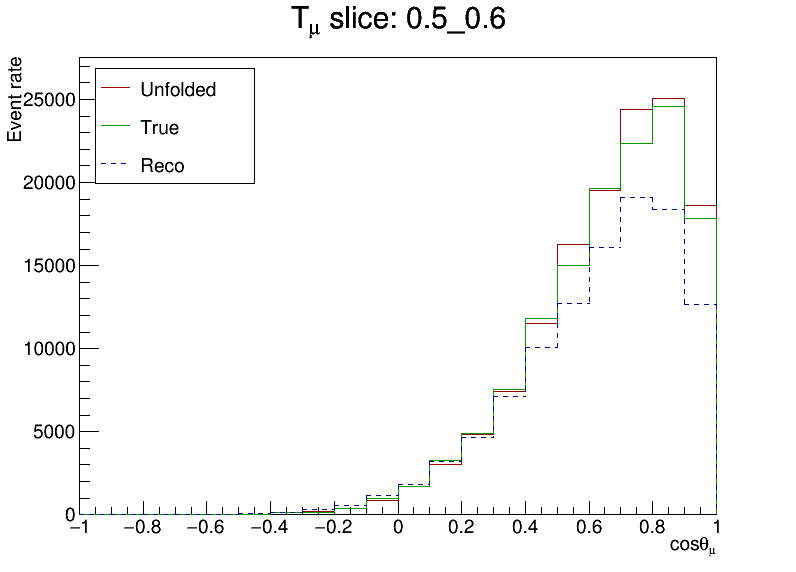 Tμ slice: 0.5_0.6
Event rate
Unfolded
True
Reco
25000
20000
15000
10000
5000
0
−1 −0.8 −0.6 −0.4 −0.2 0 0.2 0.4 0.6 0.8 1
cosθμ